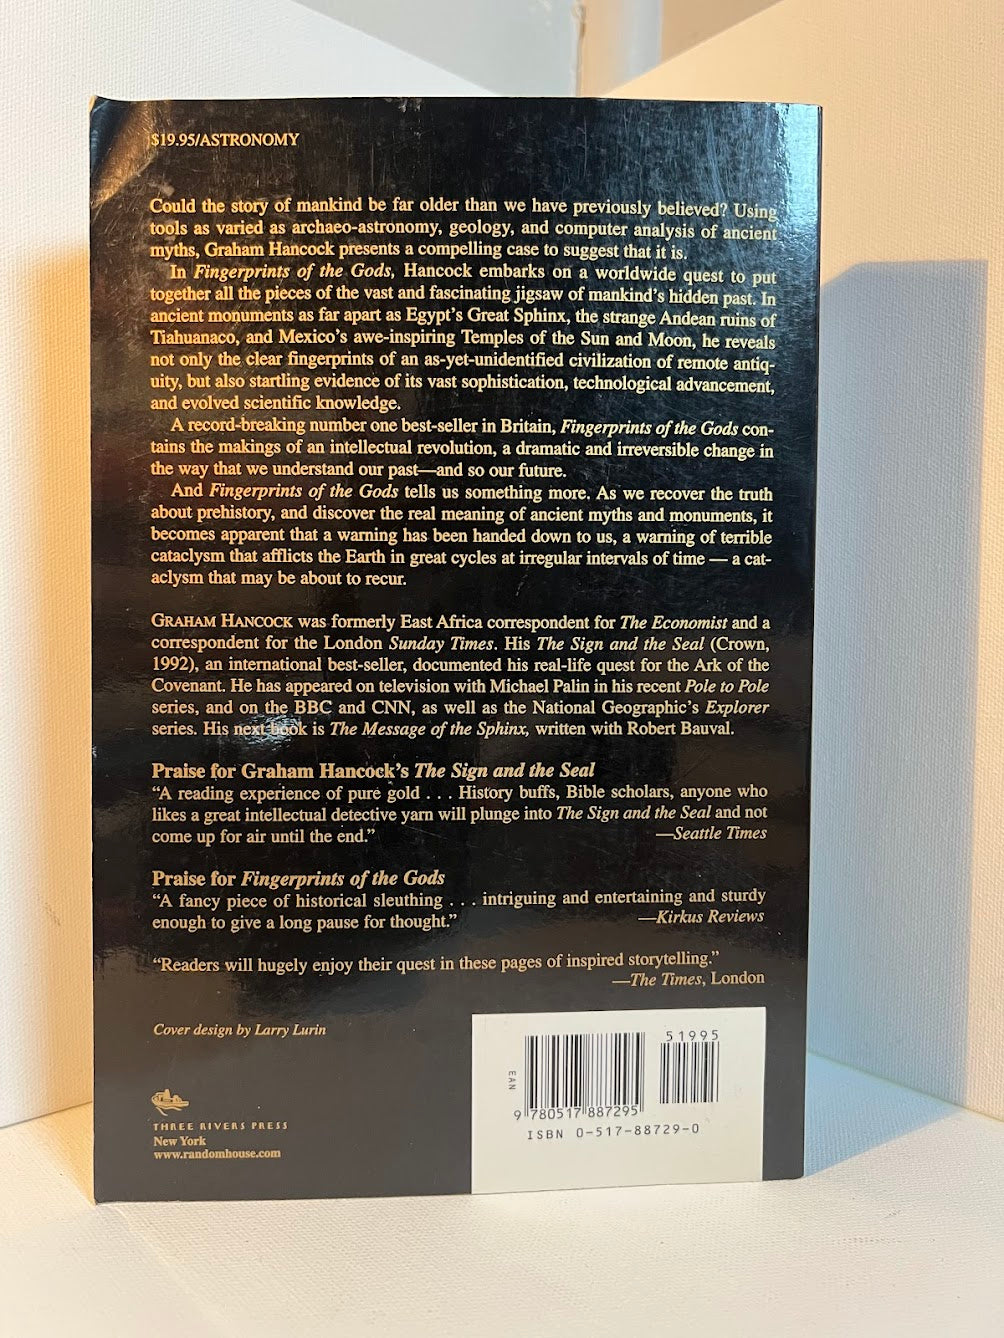 $19.95/ASTRONOMY
Could the story of mankind be far older than we have previously believed? Using
tools as varied as archaeo-astronomy, geology, and computer analysis of ancient
myths, Graham Hancock presents a compelling case to suggest that it is.
In Fingerprints of the Gods, Hancock embarks on a worldwide quest to put
together all the pieces of the vast and fascinating jigsaw of mankind's hidden past. In
ancient monuments as far apart as Egypt's Great Sphinx, the strange Andean ruins of
Tiahuanaco, and Mexico's awe-inspiring Temples of the Sun and Moon, he reveals
not only the clear fingerprints of an as-yet-unidentified civilization of remote antiq-
uity, but also startling evidence of its vast sophistication, technological advancement,
and evolved scientific knowledge.
A record-breaking number one best-seller in Britain, Fingerprints of the Gods con-
tains the makings of an intellectual revolution, a dramatic and irreversible change in
the way that we understand our past—and so our future.
And Fingerprints of the Gods tells us something more. As we recover the truth
about prehistory, and discover the real meaning of ancient myths and monuments, it
becomes apparent that a warning has been handed down to us, a warning of terrible
cataclysm that afflicts the Earth in great cycles at irregular intervals of time — a cat-
aclysm that may be about to recur.
GRAHAM HANCOCK was formerly East Africa correspondent for The Economist and a
correspondent for the London Sunday Times. His The Sign and the Seal (Crown,
1992), an international best-seller, documented his real-life quest for the Ark of the
Covenant. He has appeared on television with Michael Palin in his recent Pole to Pole
series, and on the BBC and CNN, as well as the National Geographic's Explorer
series. His next book is The Message of the Sphinx, written with Robert Bauval.
Praise for Graham Hancock's The Sign and the Seal
"A reading experience of pure gold . . . History buffs, Bible scholars, anyone who
likes a great intellectual detective yarn will plunge into The Sign and the Seal and not
come up for air until the end." —Seattle Times
Praise for Fingerprints of the Gods
"A fancy piece of historical sleuthing . . . intriguing and entertaining and sturdy
enough to give a long pause for thought." —Kirkus Reviews
"Readers will hugely enjoy their quest in these pages of inspired storytelling."
—The Times, London
Cover design by Larry Lurin
THREE RIVERS PRESS
New York
www.randomhouse.com
51995
EAN
9 780517 887295
ISBN 0-517-88729-0